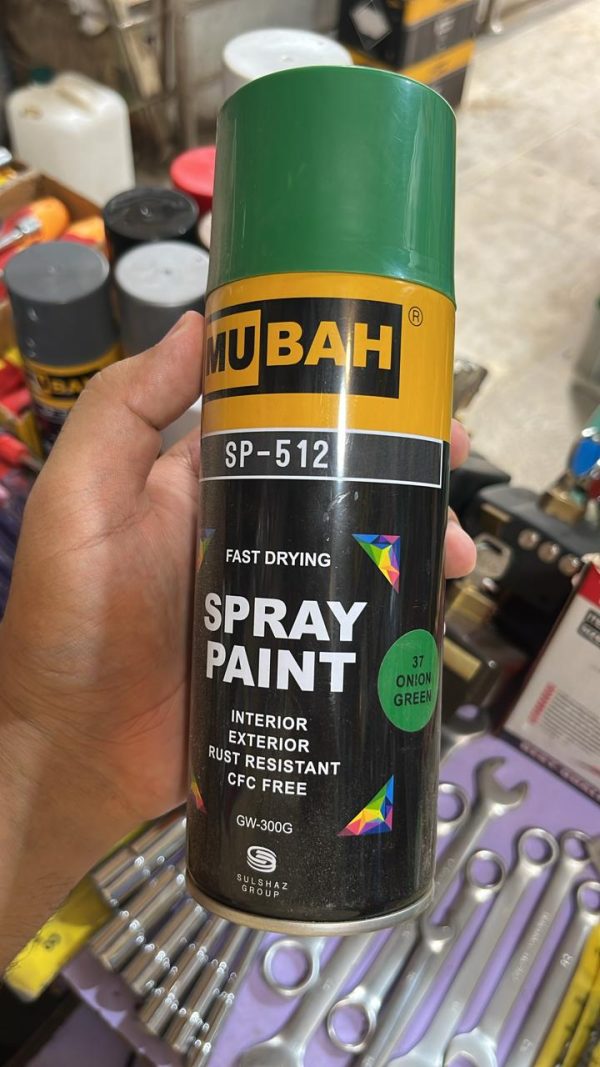 MUBAH®
SP-512
FAST DRYING
SPRAY
PAINT
37
ONION
GREEN
INTERIOR
EXTERIOR
RUST RESISTANT
CFC FREE
GW-300G
SULSHAZ
GROUP